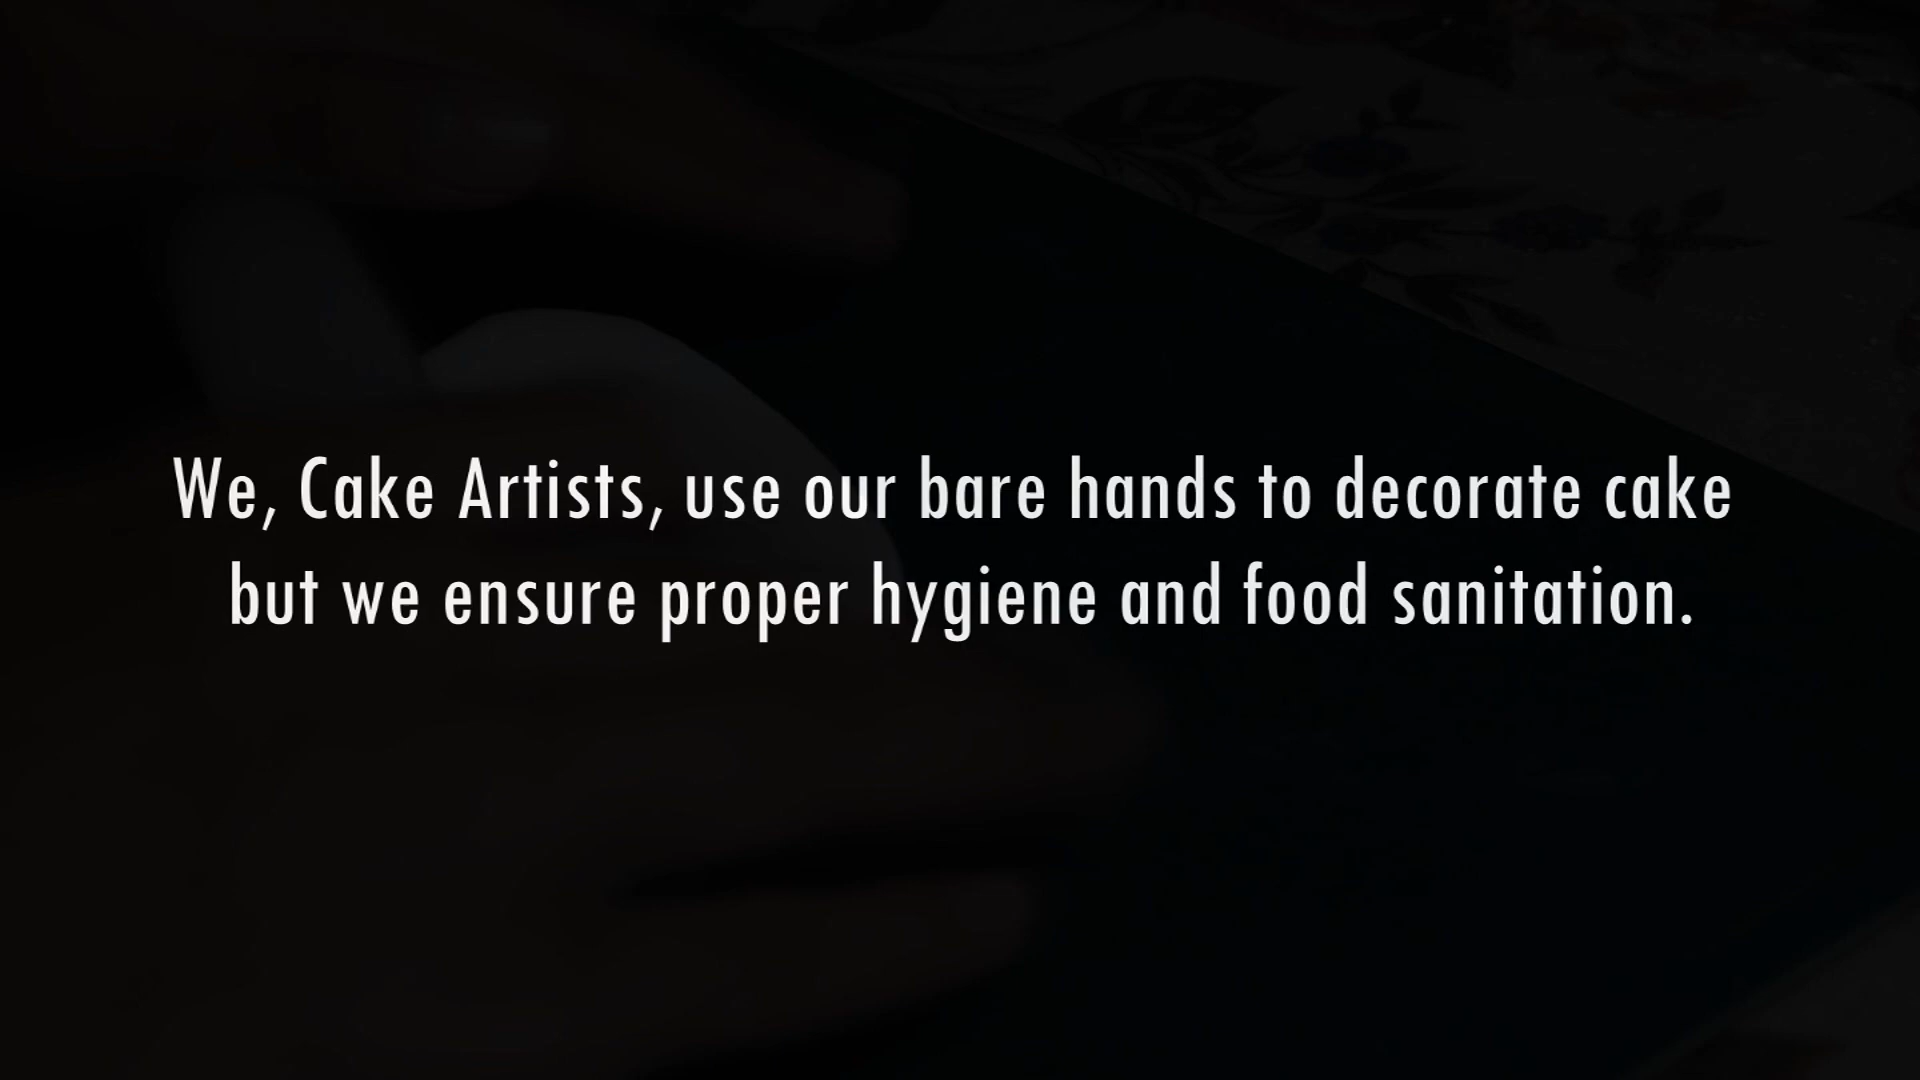 We, Cake Artists, use our bare hands to decorate cake
but we ensure proper hygiene and food sanitation.